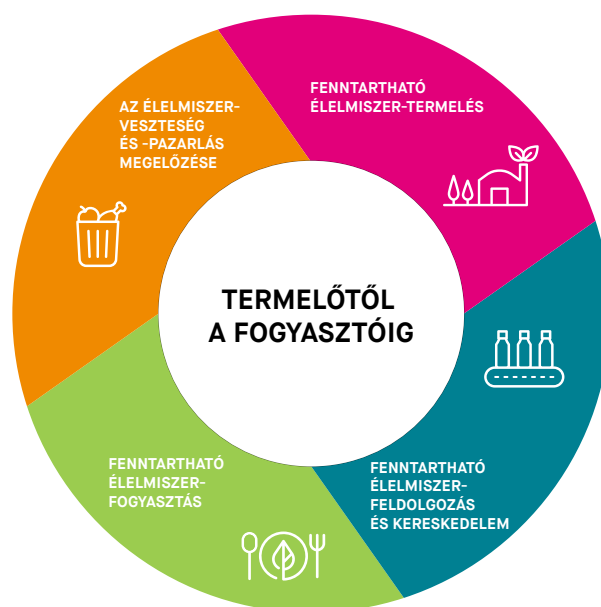 FENNTARTHATÓ
ÉLELMISZER-TERMELÉS
AZ ÉLELMISZER-
VESZTESÉG
ÉS -PAZARLÁS
MEGELŐZÉSE
TERMELŐTŐL
A FOGYASZTÓIG
FENNTARTHATÓ
ÉLELMISZER-
FOGYASZTÁS
FENNTARTHATÓ
ÉLELMISZER-
FELDOLGOZÁS
ÉS KERESKEDELEM